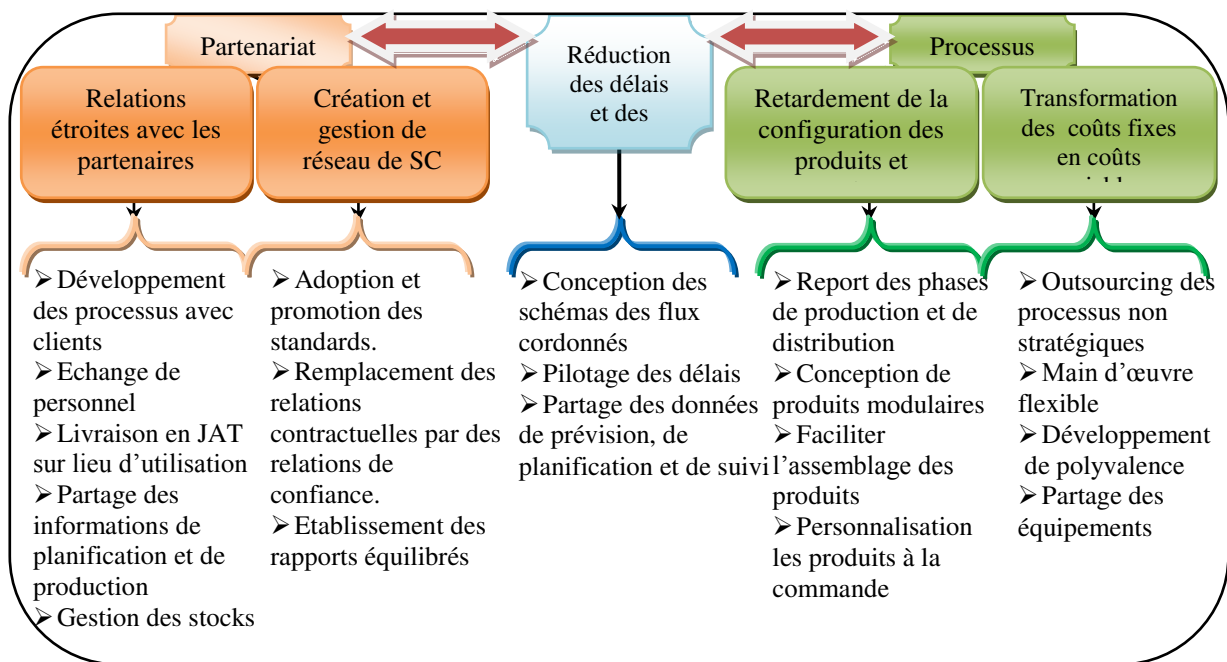 Partenariat
Réduction
des délais
et des
Processus
Relations
étroites avec les
partenaires
Création et
gestion de
réseau de SC
Retardement de la
configuration des
produits et
Transformation
des coûts fixes
en coûts
➢Développement
des processus avec
clients
➢Echange de
personnel
➢Livraison en JAT
sur lieu d’utilisation
➢Partage des
informations de
planification et de
production
➢Gestion des stocks
➢Adoption et
promotion des
standards.
➢Remplacement des
relations
contractuelles par des
relations de
confiance.
➢Etablissement des
rapports équilibrés
➢Conception des
schémas des flux
cordonnés
➢Pilotage des délais
➢Partage des données
de prévision, de
planification et de suivi
➢Report des phases
de production et de
distribution
➢Conception de
produits modulaires
➢Faciliter
l’assemblage des
produits
➢Personnalisation
les produits à la
commande
➢Outsourcing des
processus non
stratégiques
➢Main d’œuvre
flexible
➢Développement
de polyvalence
➢Partage des
équipements